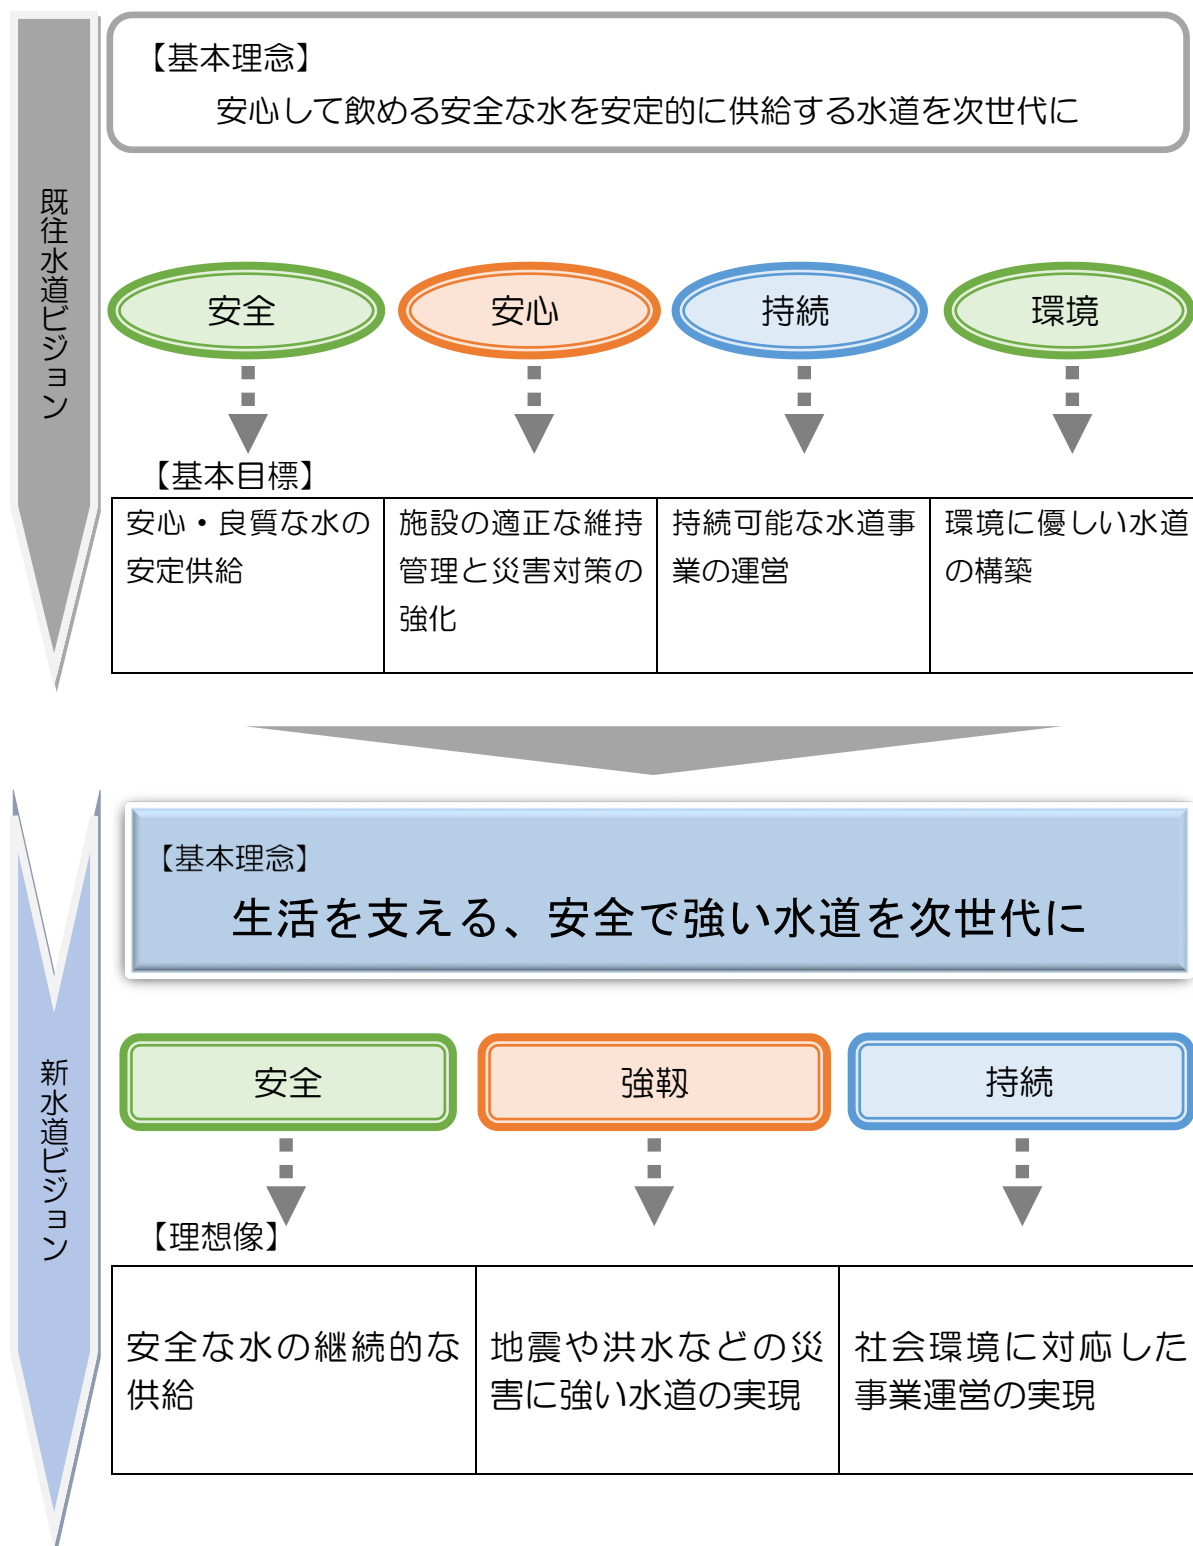 既往水道ビジョン
【基本理念】
安心して飲める安全な水を安定的に供給する水道を次世代に
安全
安心
持続
環境
【基本目標】
安心・良質な水の
安定供給
施設の適正な維持
管理と災害対策の
強化
持続可能な水道事
業の運営
環境に優しい水道
の構築
新水道ビジョン
【基本理念】
生活を支える、安全で強い水道を次世代に
安全
強靱
持続
【理想像】
安全な水の継続的な
供給
地震や洪水などの災
害に強い水道の実現
社会環境に対応した
事業運営の実現